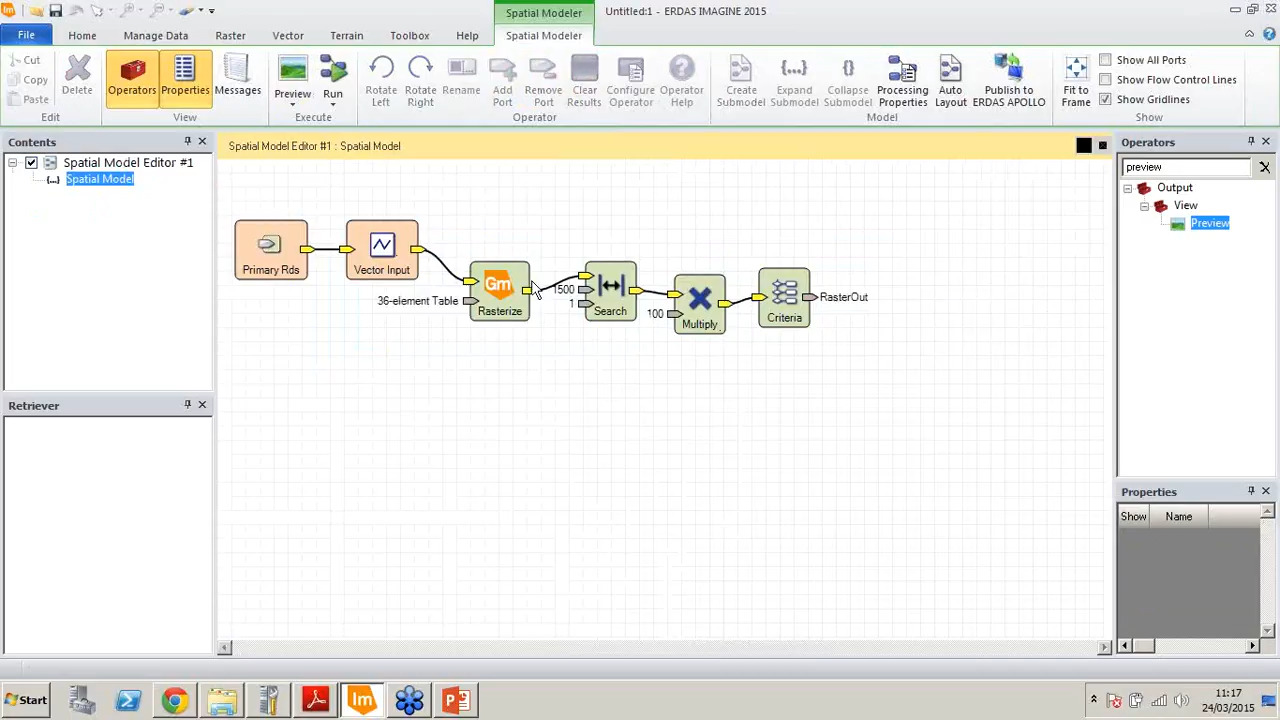 Spatial Modeler
Untitled:1 - ERDAS IMAGINE 2015
File
Home
Manage Data
Raster
Vector
Terrain
Toolbox
Help
Spatial Modeler
Cut
Copy
Paste
Delete
Operators
Properties
Messages
Preview
Run
Rotate Left
Rotate Right
Rename
Add Port
Remove Port
Clear Results
Configure Operator
Operator Help
Create Submodel
Expand Submodel
Collapse Submodel
Processing Properties
Auto Layout
Publish to ERDAS APOLLO
Fit to Frame
Show All Ports
Show Flow Control Lines
Show Gridlines
Edit
View
Execute
Operator
Model
Show
Contents
Spatial Model Editor #1
{...} Spatial Model
Retriever
Spatial Model Editor #1 : Spatial Model
Primary Rds
Vector Input
36-element Table
Gm
Rasterize
1500
1
Search
100
Multiply
Criteria
RasterOut
Operators
preview
Output
View
Preview
Properties
Show
Name
Start
Im
11:17
24/03/2015